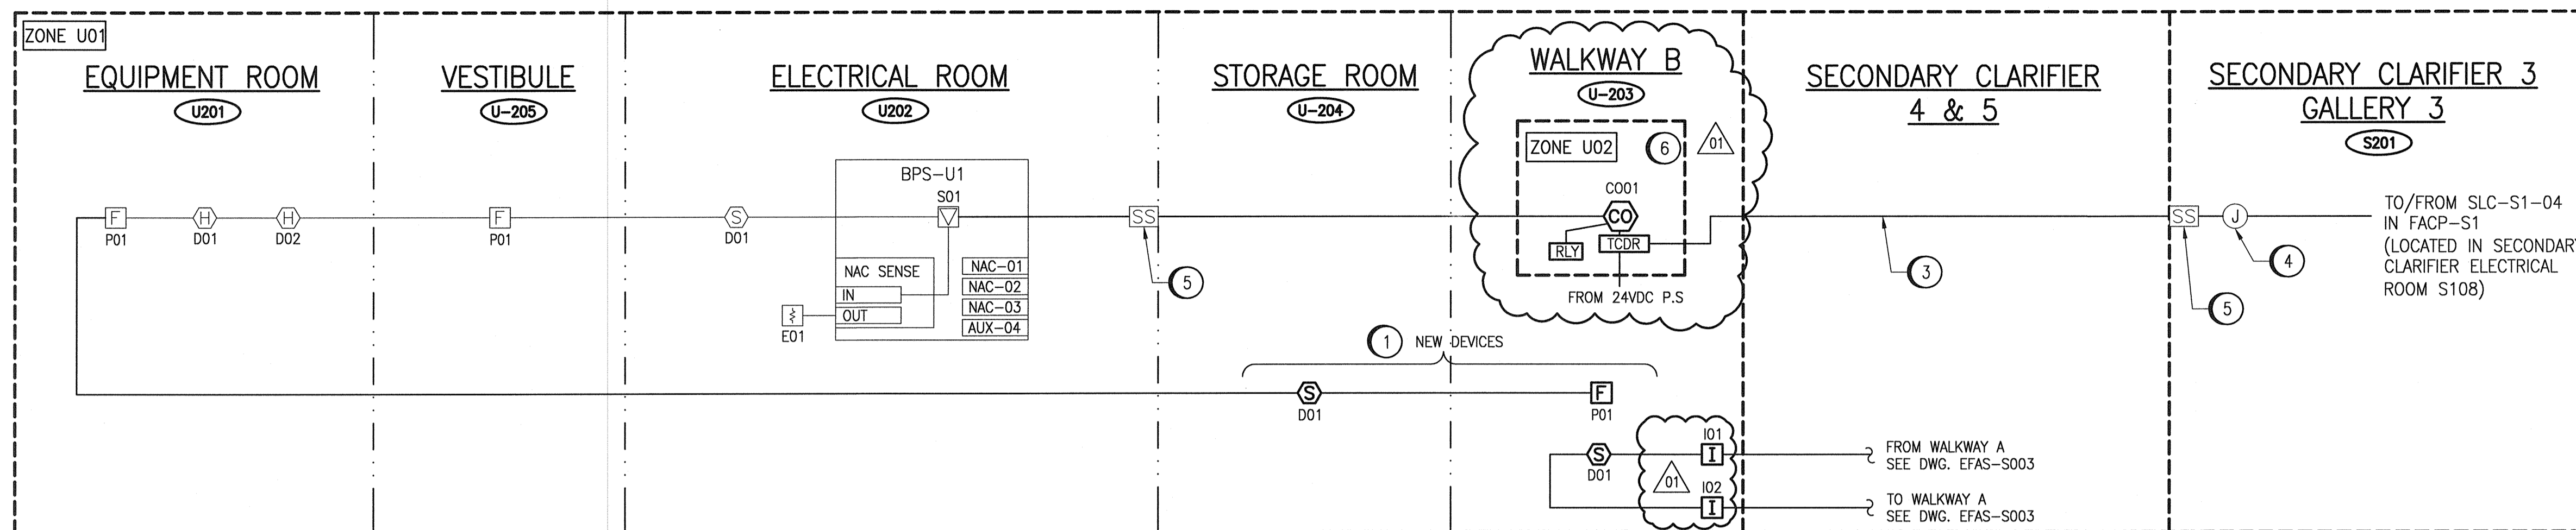 ZONE U01
EQUIPMENT ROOM
U201
VESTIBULE
U-205
ELECTRICAL ROOM
U202
STORAGE ROOM
U-204
WALKWAY B
U-203
SECONDARY CLARIFIER
4 & 5
SECONDARY CLARIFIER 3
GALLERY 3
S201
ZONE U02
6
01
BPS-U1
S01
CO01
F
P01
H
D01
H
D02
F
P01
S
D01
SS
5
CO
RLY
TCDR
FROM 24VDC P.S
3
SS
5
J
4
TO/FROM SLC-S1-04
IN FACP-S1
(LOCATED IN SECONDARY
CLARIFIER ELECTRICAL
ROOM S108)
NAC SENSE
IN
OUT
NAC-01
NAC-02
NAC-03
AUX-04
E01
1
NEW DEVICES
S
D01
F
P01
S
D01
01
I01
I
I02
I
FROM WALKWAY A
SEE DWG. EFAS-S003
TO WALKWAY A
SEE DWG. EFAS-S003